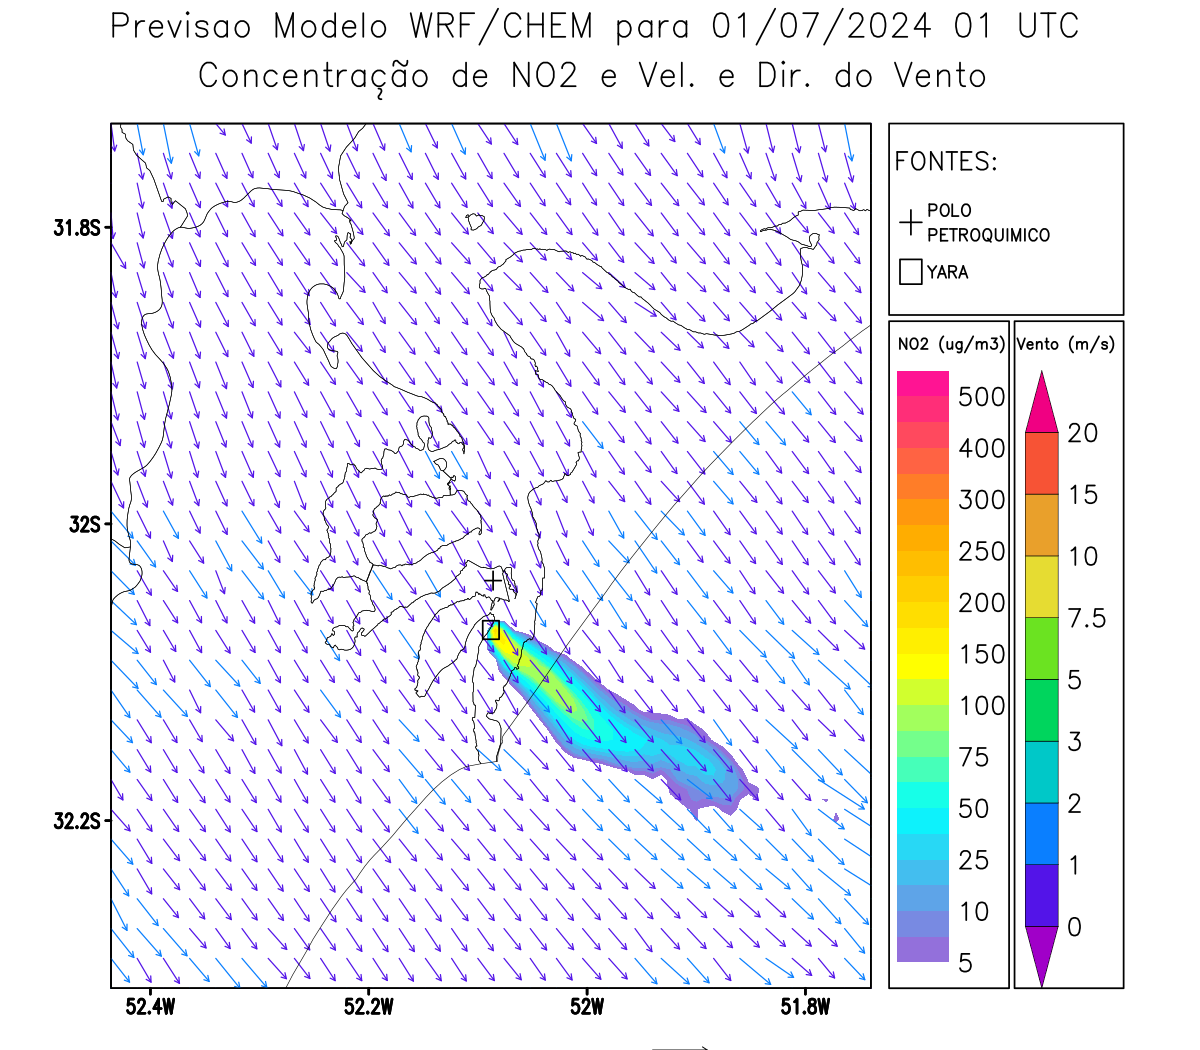 Previsao Modelo WRF/CHEM para 01/07/2024 01 UTC
Concentração de NO2 e Vel. e Dir. do Vento
FONTES:
POLO
PETROQUIMICO
YARA
NO2 (ug/m3)
500
400
300
250
200
150
100
75
50
25
10
5
Vento (m/s)
20
15
10
7.5
5
3
2
1
0
31.8S
32S
32.2S
52.4W 52.2W 52W 51.8W